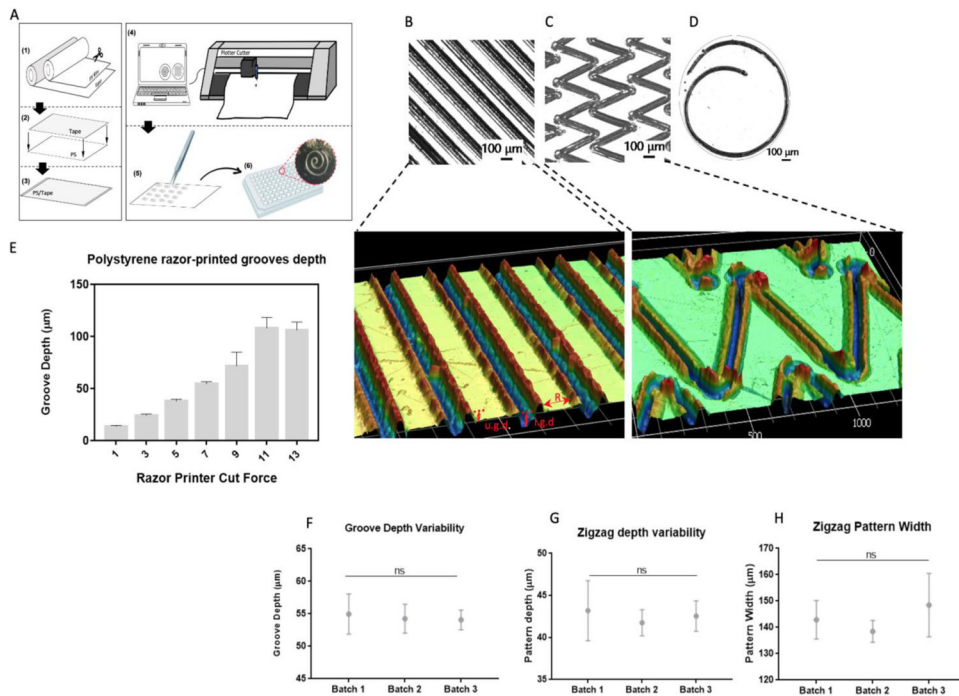 A
(1)
PS film
(2)
Tape
PS
(3)
PS/Tape
(4)
Plotter Cutter
(5)
(6)
B
C
D
100 µm
100 µm
100 µm
0
u.g.d.
l.g.d
R
500
1000
E
Polystyrene razor-printed grooves depth
Groove Depth (µm)
150
100
50
0
1 3 5 7 9 11 13
Razor Printer Cut Force
F
Groove Depth Variability
Groove Depth (µm)
65
60
55
50
45
ns
Batch 1 Batch 2 Batch 3
G
Zigzag depth variability
Pattern depth (µm)
50
45
40
35
ns
Batch 1 Batch 2 Batch 3
H
Zigzag Pattern Width
Pattern Width (µm)
170
160
150
140
130
120
100
ns
Batch 1 Batch 2 Batch 3